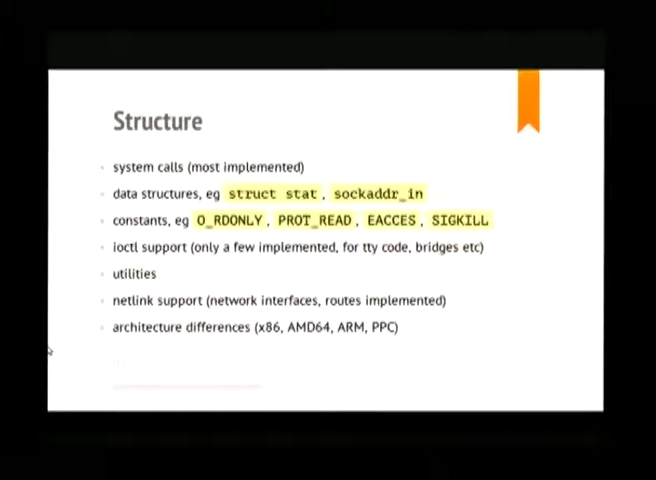 Structure
system calls (most implemented)
data structures, eg struct stat, sockaddr_in
constants, eg O_RDONLY, PROT_READ, EACCES, SIGKILL
ioctl support (only a few implemented, for tty code, bridges etc)
utilities
netlink support (network interfaces, routes implemented)
architecture differences (x86, AMD64, ARM, PPC)